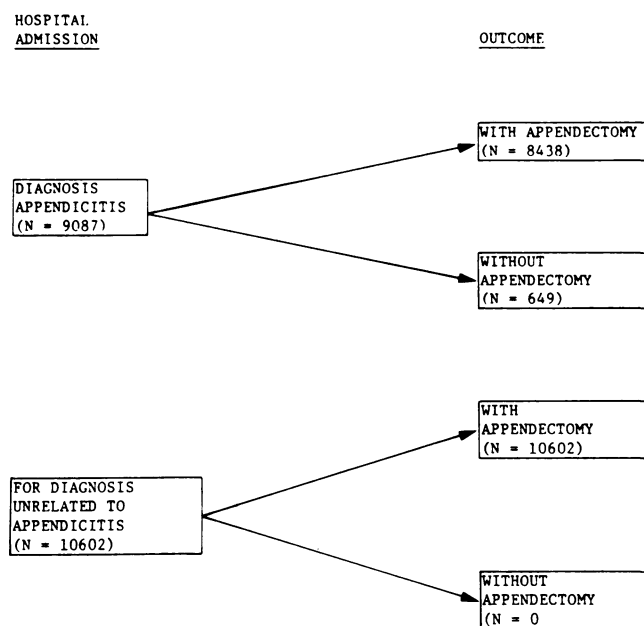 HOSPITAL
ADMISSION
OUTCOME
WITH APPENDECTOMY
(N = 8438)
DIAGNOSIS
APPENDICITIS
(N = 9087)
WITHOUT
APPENDECTOMY
(N = 649)
WITH
APPENDECTOMY
(N = 10602)
FOR DIAGNOSIS
UNRELATED TO
APPENDICITIS
(N = 10602)
WITHOUT
APPENDECTOMY
(N = 0